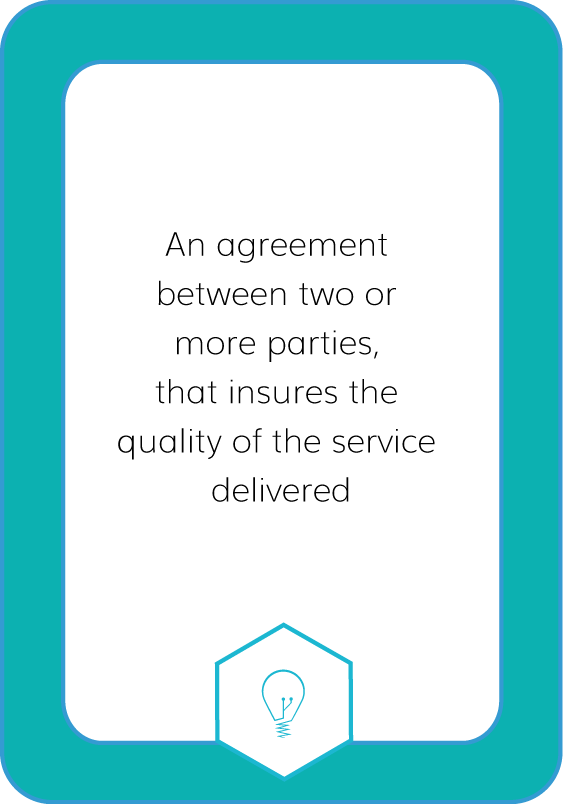 An agreement
between two or
more parties,
that insures the
quality of the service
delivered